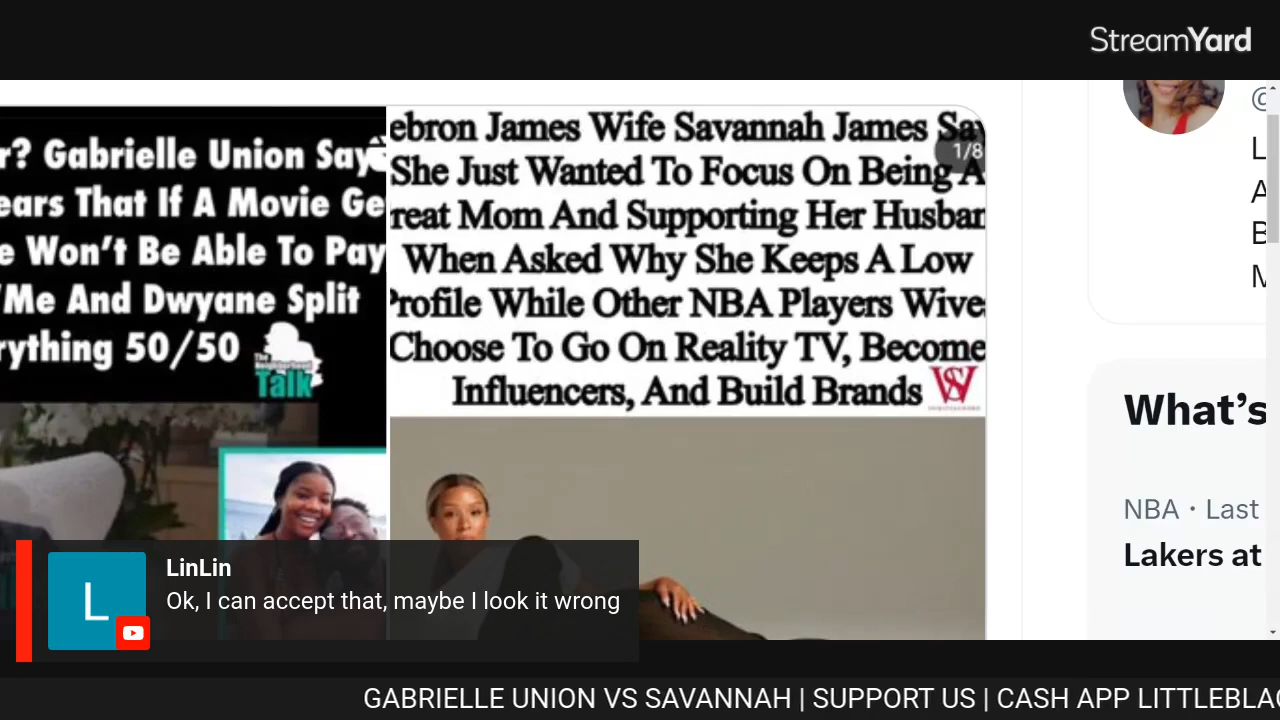 StreamYard
r? Gabrielle Union Say
ears That If A Movie Ge
e Won't Be Able To Pay
'Me And Dwyane Split
rything 50/50
The
Neighborhood
Talk
ebron James Wife Savannah James Say
1/8
She Just Wanted To Focus On Being A
reat Mom And Supporting Her Husban
When Asked Why She Keeps A Low
Profile While Other NBA Players Wives
Choose To Go On Reality TV, Become
Influencers, And Build Brands
@
L
A
B
M
What's
NBA · Last
Lakers at
L
LinLin
Ok, I can accept that, maybe I look it wrong
GABRIELLE UNION VS SAVANNAH | SUPPORT US | CASH APP LITTLEBLAC